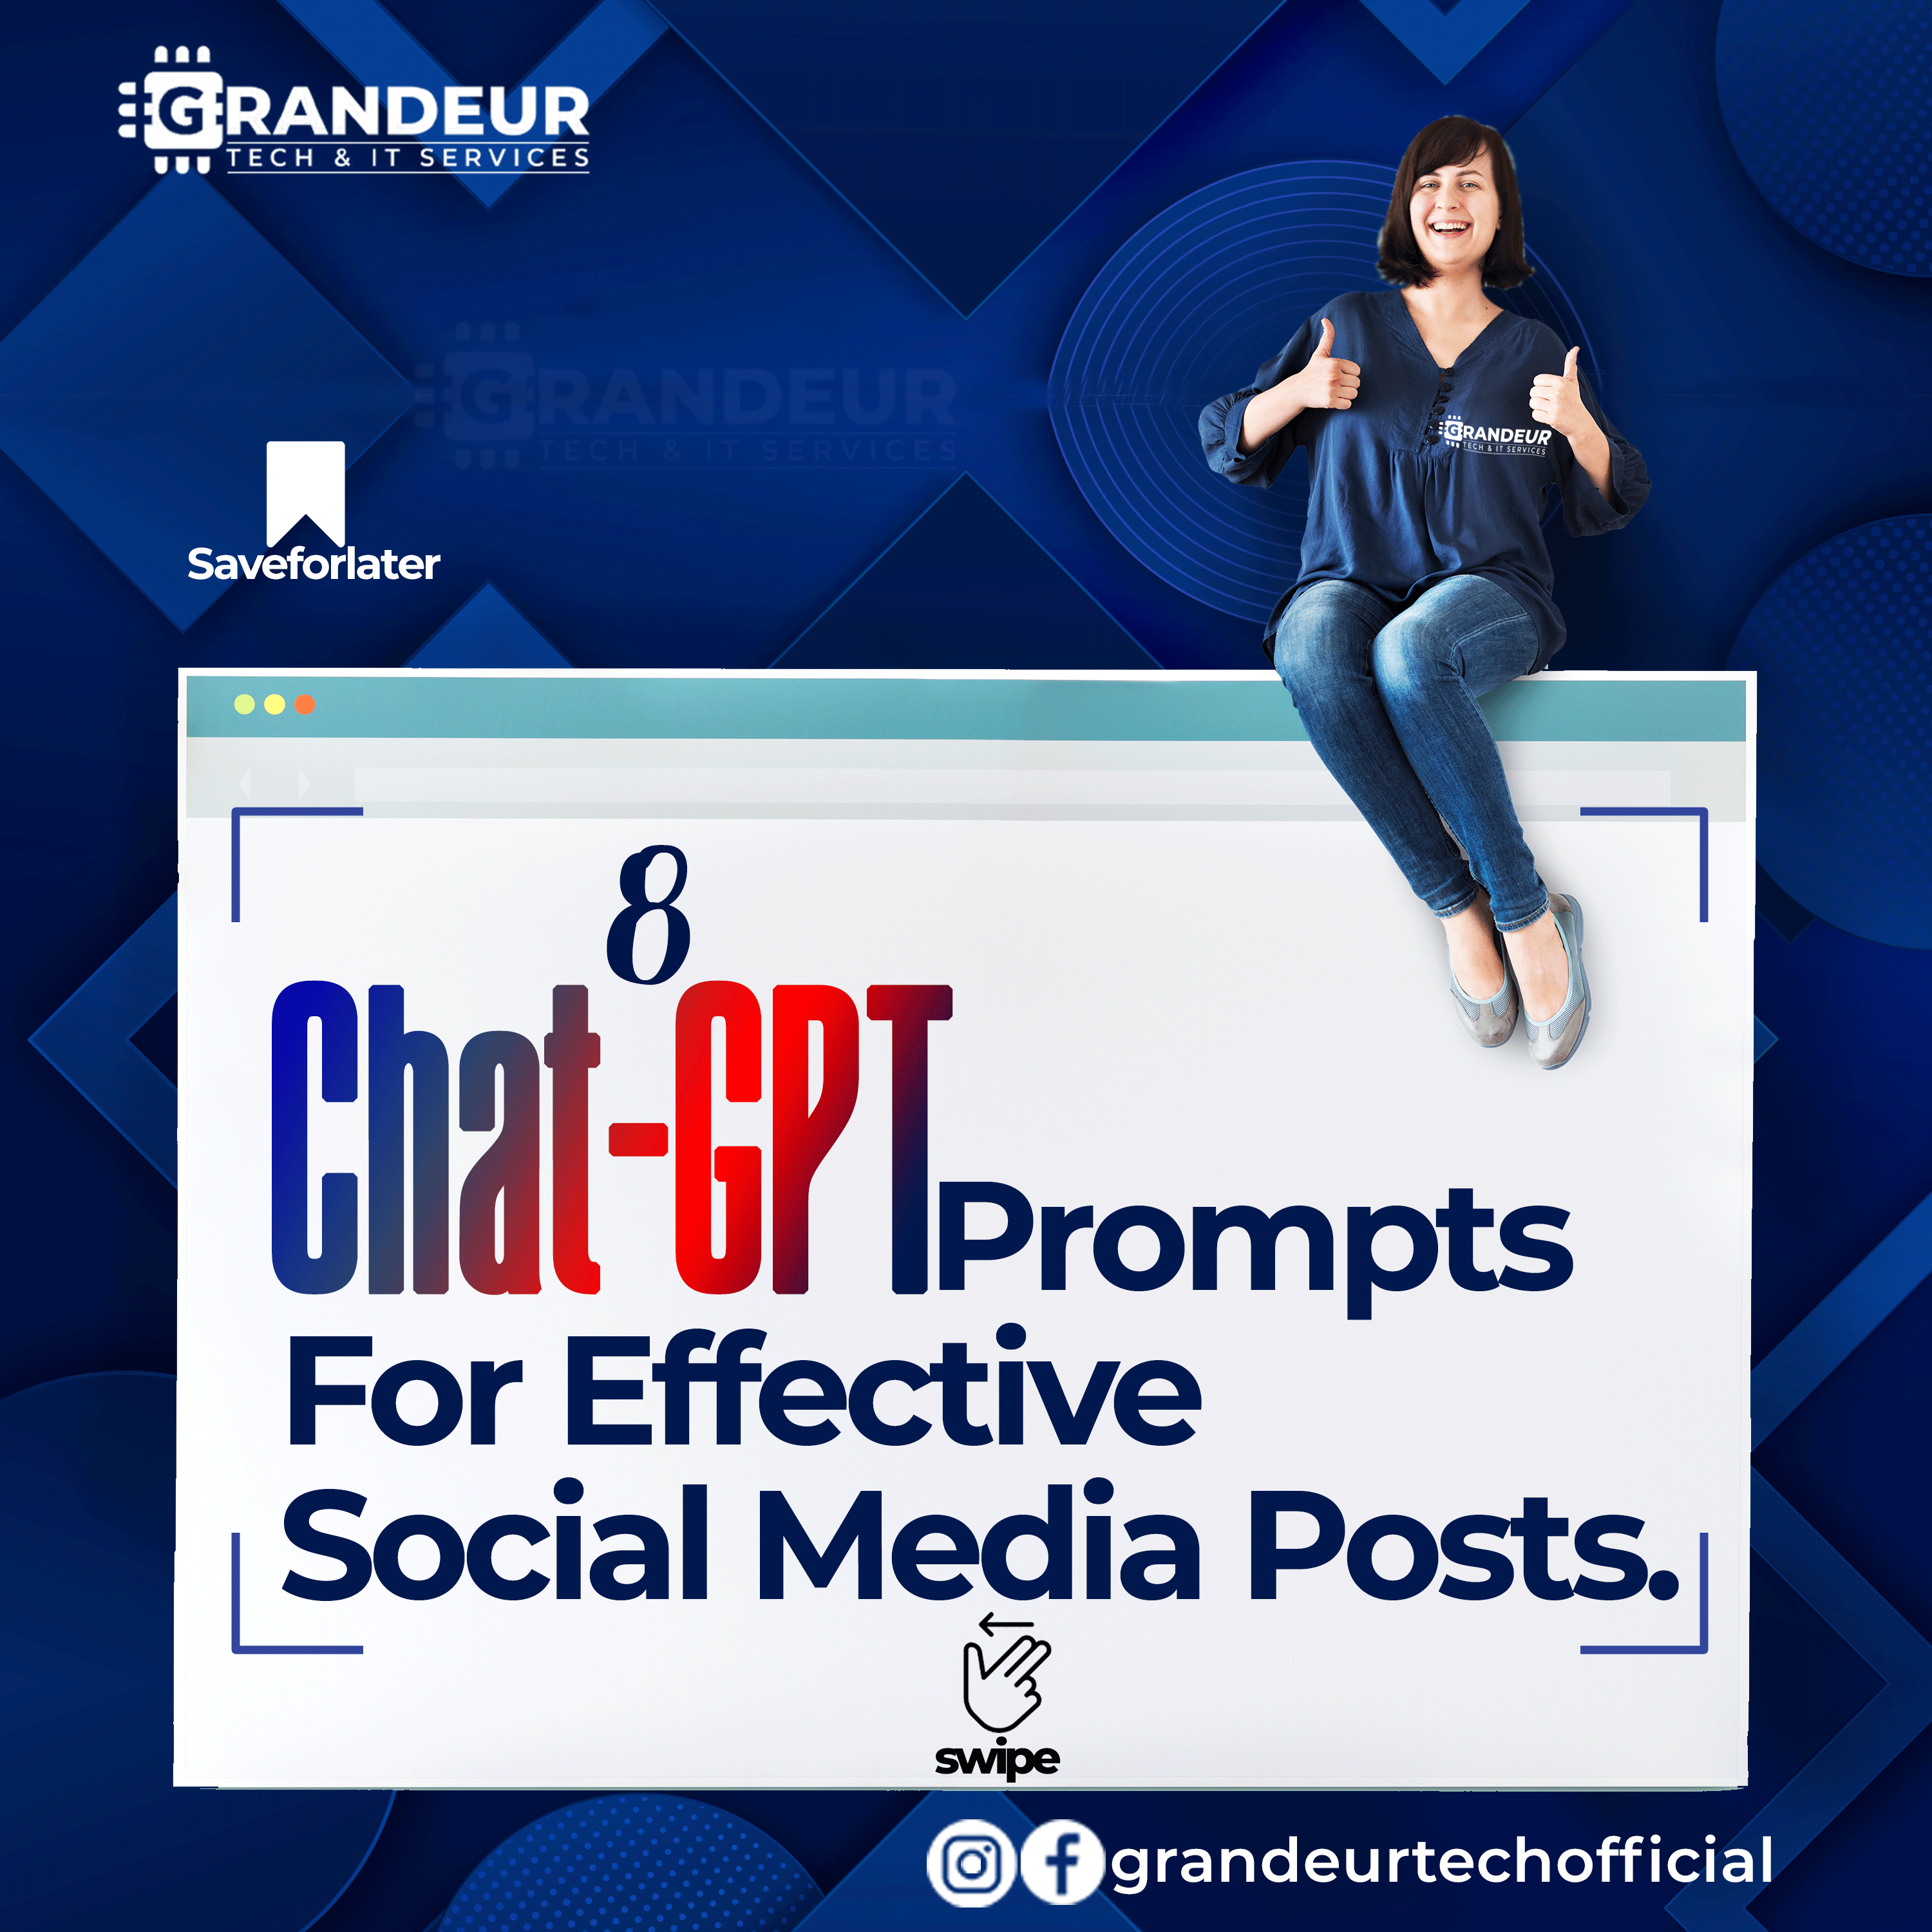 GRANDEUR
TECH & IT SERVICES
GRANDEUR
TECH & IT SERVICES
Saveforlater
GRANDEUR
TECH & IT SERVICES
8
Chat-GPT Prompts
For Effective
Social Media Posts.
swipe
grandeurtechofficial